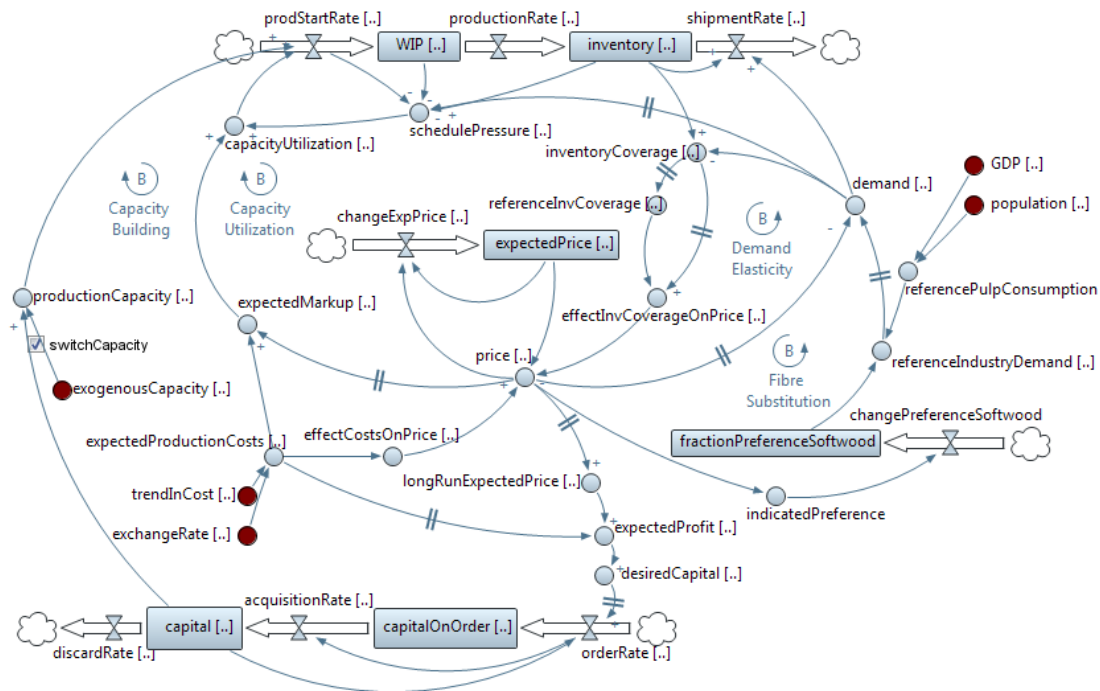 prodStartRate [..]
productionRate [..]
shipmentRate [..]
WIP [..]
inventory [..]
schedulePressure [..]
capacityUtilization [..]
inventoryCoverage [..]
GDP [..]
demand [..]
B
Capacity
Building
B
Capacity
Utilization
referenceInvCoverage [..]
population [..]
changeExpPrice [..]
B
Demand
Elasticity
expectedPrice [..]
referencePulpConsumption
productionCapacity [..]
expectedMarkup [..]
effectInvCoverageOnPrice [..]
switchCapacity
price [..]
B
Fibre
Substitution
referenceIndustryDemand [..]
exogenousCapacity [..]
changePreferenceSoftwood
expectedProductionCosts [..]
effectCostsOnPrice [..]
fractionPreferenceSoftwood
longRunExpectedPrice [..]
trendInCost [..]
indicatedPreference
exchangeRate [..]
expectedProfit [..]
desiredCapital [..]
acquisitionRate [..]
capital [..]
capitalOnOrder [..]
discardRate [..]
orderRate [..]